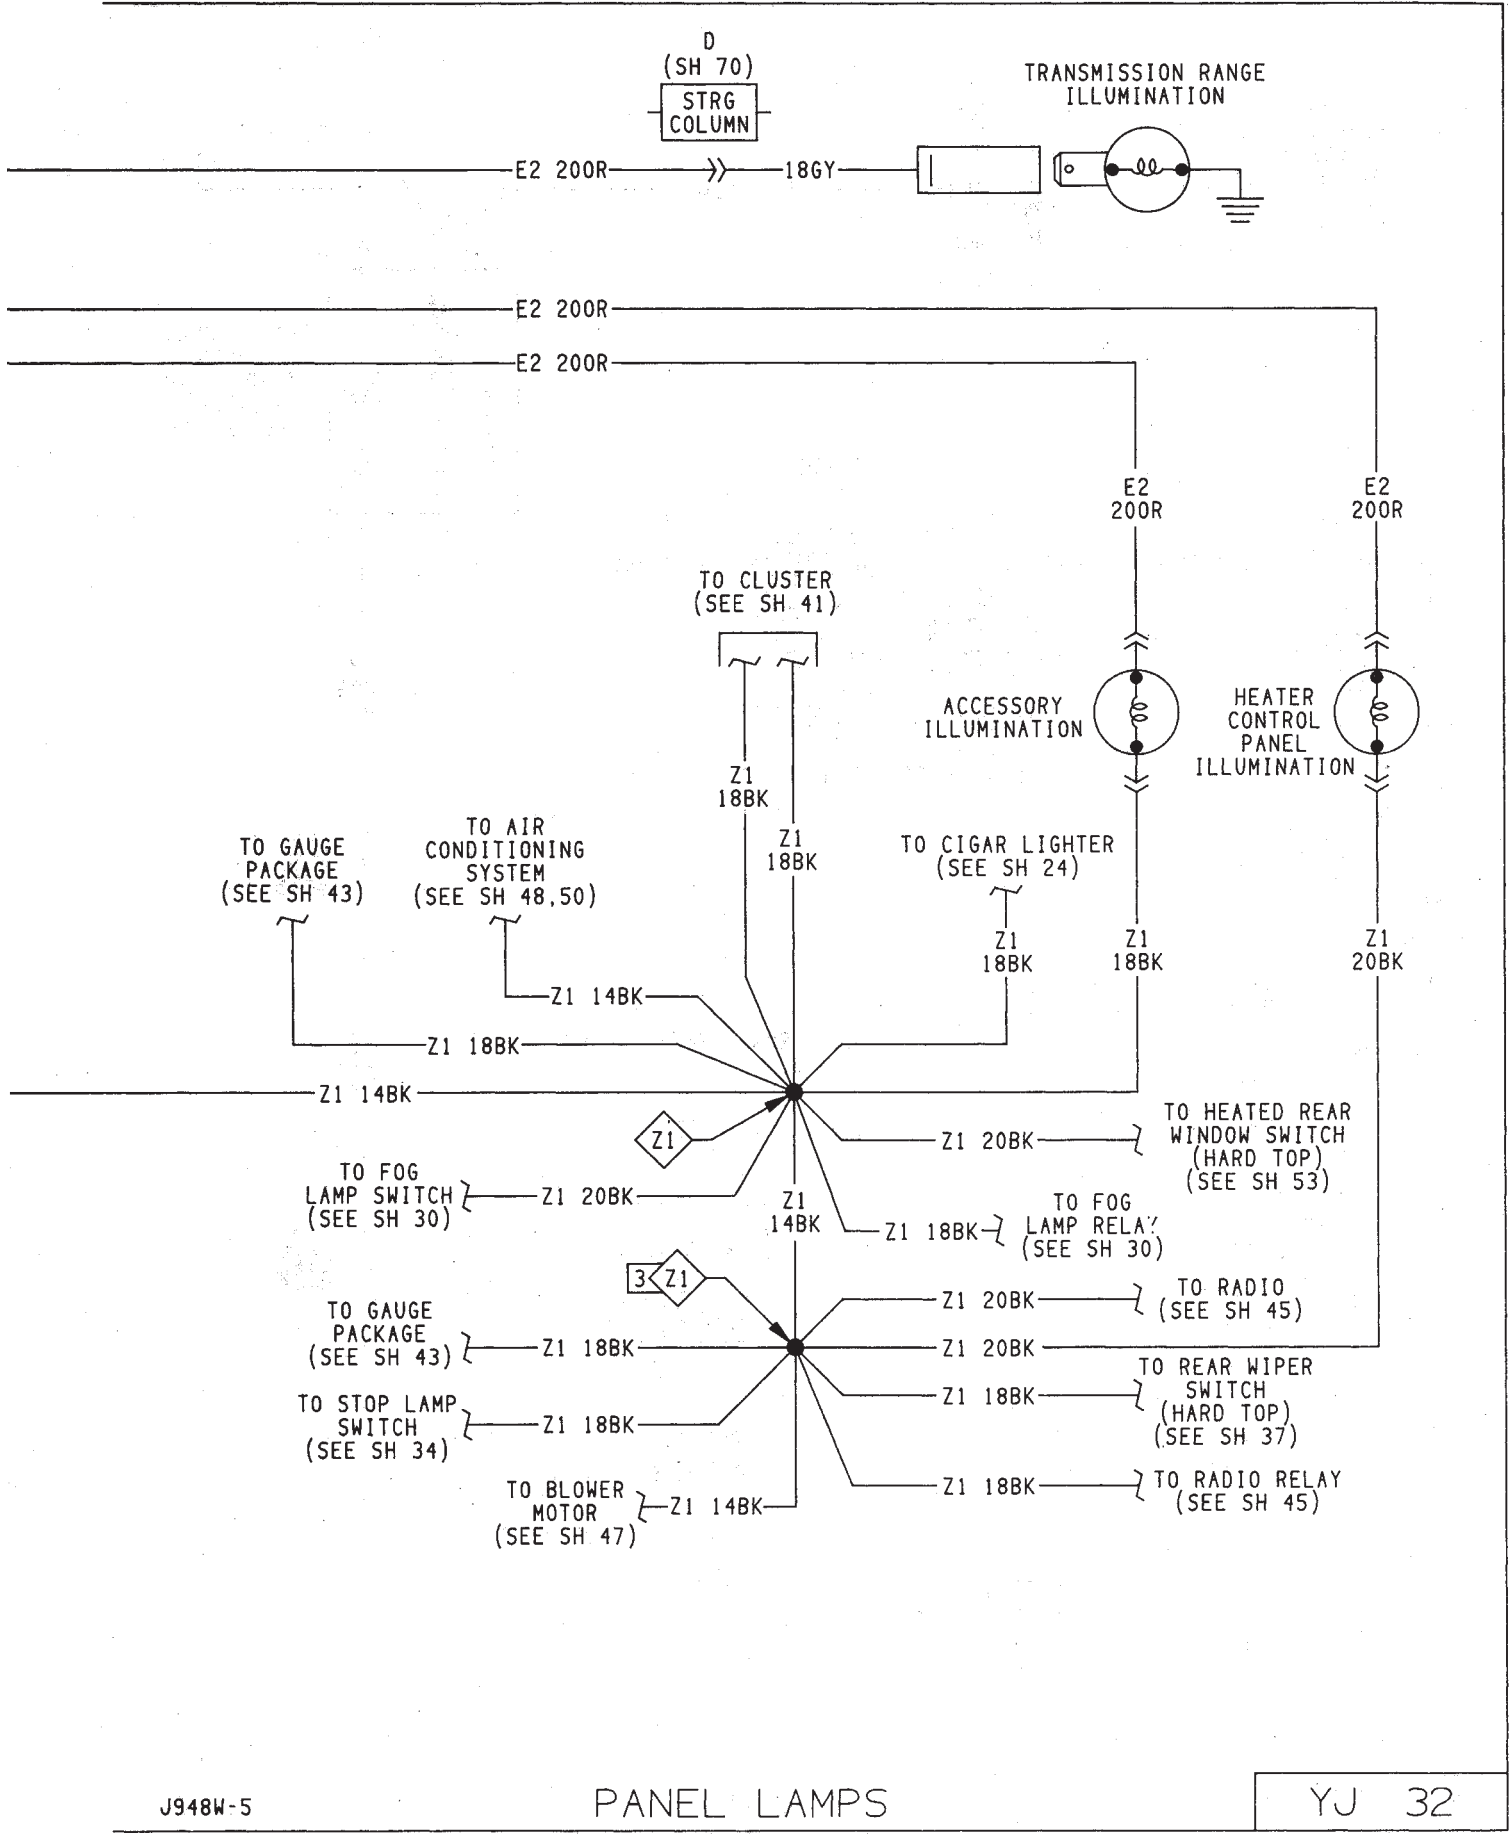 D
(SH 70)
STRG
COLUMN
TRANSMISSION RANGE
ILLUMINATION
E2 20OR
18GY
E2 20OR
E2 20OR
E2
20OR
E2
20OR
TO CLUSTER
(SEE SH 41)
ACCESSORY
ILLUMINATION
HEATER
CONTROL
PANEL
ILLUMINATION
Z1
18BK
Z1
18BK
TO GAUGE
PACKAGE
(SEE SH 43)
TO AIR
CONDITIONING
SYSTEM
(SEE SH 48,50)
TO CIGAR LIGHTER
(SEE SH 24)
Z1
18BK
Z1
18BK
Z1
20BK
Z1 14BK
Z1 18BK
Z1 14BK
Z1
Z1 20BK
TO HEATED REAR
WINDOW SWITCH
(HARD TOP)
(SEE SH 53)
TO FOG
LAMP SWITCH
(SEE SH 30)
Z1 20BK
Z1
14BK
Z1 18BK
TO FOG
LAMP RELAY
(SEE SH 30)
3 Z1
Z1 20BK
TO RADIO
(SEE SH 45)
TO GAUGE
PACKAGE
(SEE SH 43)
Z1 18BK
Z1 20BK
Z1 18BK
TO REAR WIPER
SWITCH
(HARD TOP)
(SEE SH 37)
TO STOP LAMP
SWITCH
(SEE SH 34)
Z1 18BK
Z1 18BK
TO RADIO RELAY
(SEE SH 45)
TO BLOWER
MOTOR
(SEE SH 47)
Z1 14BK
J948W-5
PANEL LAMPS
YJ 32